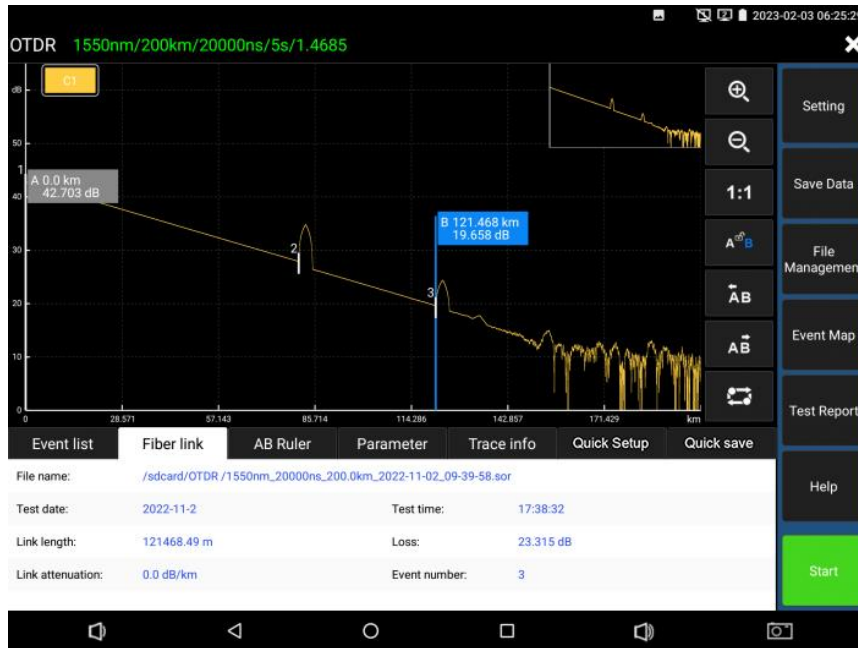 2023-02-03 06:25:29
OTDR 1550nm/200km/20000ns/5s/1.4685
C1
dB
50
40
30
20
10
0
1
A 0.0 km
42.703 dB
2
B 121.468 km
19.658 dB
3
0 28.571 57.143 85.714 114.286 142.857 171.429 km
1:1
A B
AB
AB
Setting
Save Data
File
Managemen
Event Map
Test Report
Help
Start
Event list Fiber link AB Ruler Parameter Trace info Quick Setup Quick save
File name: /sdcard/OTDR /1550nm_20000ns_200.0km_2022-11-02_09-39-58.sor
Test date: 2022-11-2 Test time: 17:38:32
Link length: 121468.49 m Loss: 23.315 dB
Link attenuation: 0.0 dB/km Event number: 3